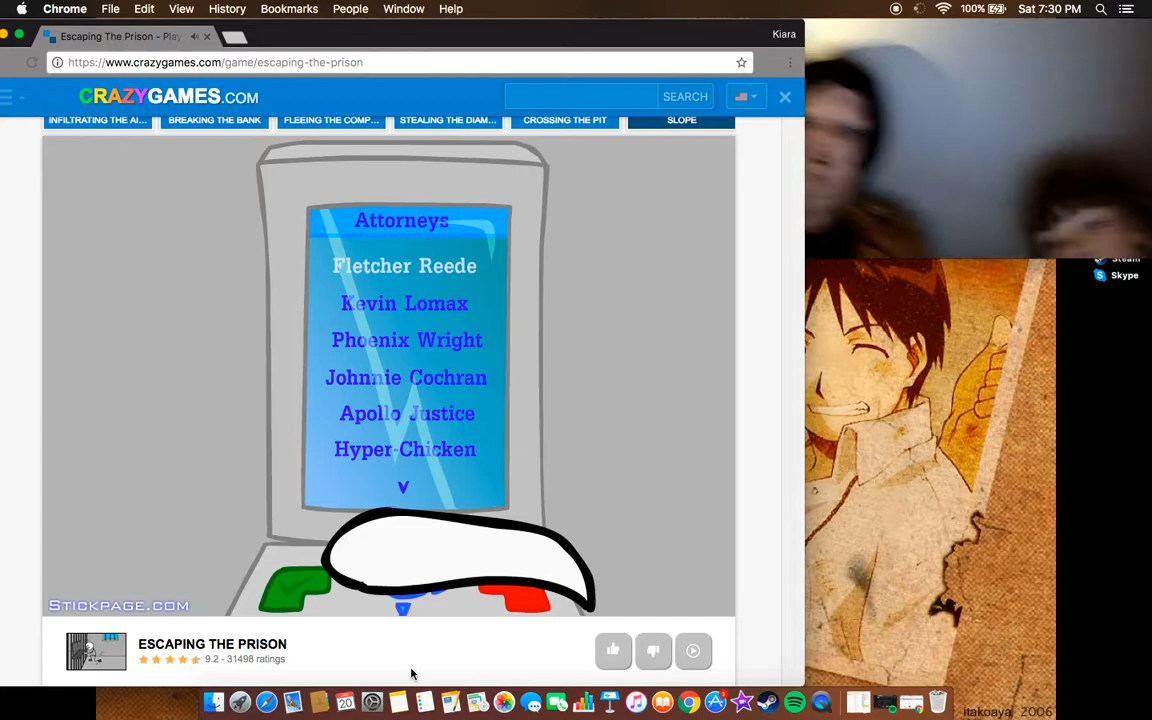 Chrome File Edit View History Bookmarks People Window Help 100% Sat 7:30 PM
Escaping The Prison - Play Kiara
https://www.crazygames.com/game/escaping-the-prison
CRAZYGAMES.COM SEARCH
INFILTRATING THE AI... BREAKING THE BANK FLEEING THE COMP... STEALING THE DIAM... CROSSING THE PIT SLOPE
Attorneys
Fletcher Reede
Kevin Lomax
Phoenix Wright
Johnnie Cochran
Apollo Justice
Hyper-Chicken
Steam
Skype
STICKPAGE.COM
ESCAPING THE PRISON
9.2 - 31498 ratings
20
3
itakoaya 2006